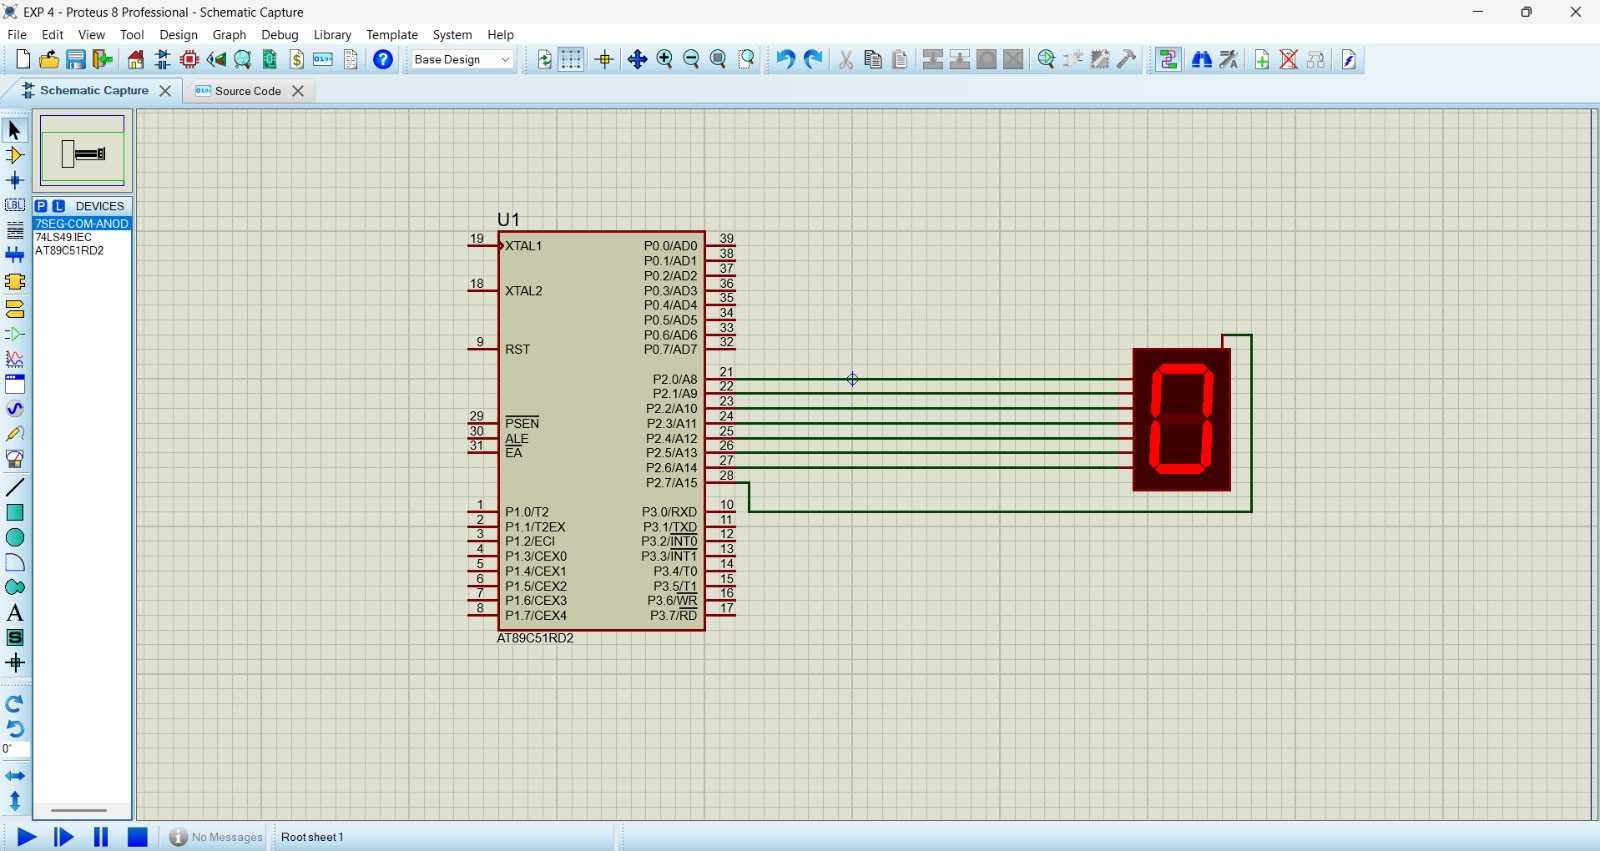 EXP 4 - Proteus 8 Professional - Schematic Capture
File Edit View Tool Design Graph Debug Library Template System Help
Base Design
Schematic Capture
Source Code
LBL
P L DEVICES
7SEG-COM-ANOD
74LS49.IEC
AT89C51RD2
A
S
0°
U1
19 XTAL1
18 XTAL2
9 RST
29 PSEN
30 ALE
31 EA
1 P1.0/T2
2 P1.1/T2EX
3 P1.2/ECI
4 P1.3/CEX0
5 P1.4/CEX1
6 P1.5/CEX2
7 P1.6/CEX3
8 P1.7/CEX4
P0.0/AD0 39
P0.1/AD1 38
P0.2/AD2 37
P0.3/AD3 36
P0.4/AD4 35
P0.5/AD5 34
P0.6/AD6 33
P0.7/AD7 32
P2.0/A8 21
P2.1/A9 22
P2.2/A10 23
P2.3/A11 24
P2.4/A12 25
P2.5/A13 26
P2.6/A14 27
P2.7/A15 28
P3.0/RXD 10
P3.1/TXD 11
P3.2/INT0 12
P3.3/INT1 13
P3.4/T0 14
P3.5/T1 15
P3.6/WR 16
P3.7/RD 17
AT89C51RD2
0
No Messages
Root sheet 1